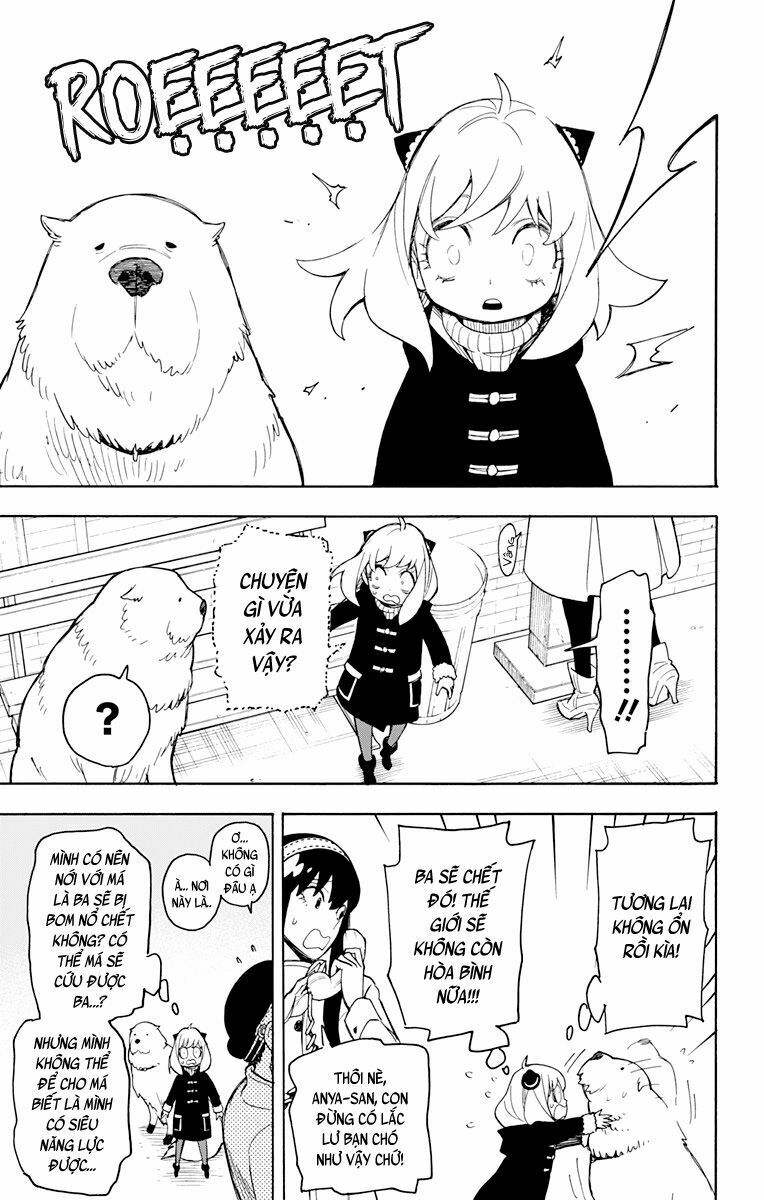 ROẸẸẸẸẸT
Vâng
.......!!
CHUYỆN
GÌ VỪA
XẢY RA
VẬY?
?
TƯƠNG LAI
KHÔNG ỔN
RỒI KÌA!
BA SẼ CHẾT
ĐÓ! THẾ
GIỚI SẼ
KHÔNG CÒN
HÒA BÌNH
NỮA!!!
THÔI NÈ,
ANYA-SAN, CON
ĐỪNG CÓ LẮC
LƯ BẠN CHÓ
NHƯ VẬY CHỨ!
Ơ...
KHÔNG
CÓ GÌ
ĐÂU Ạ
À... NƠI
NÀY LÀ..
MÌNH CÓ NÊN
NÓI VỚI MÁ
LÀ BA SẼ BỊ
BOM NỔ CHẾT
KHÔNG? CÓ
THỂ MÁ SẼ
CỨU ĐƯỢC
BA...?
NHƯNG MÌNH
KHÔNG THỂ
ĐỂ CHO MÁ
BIẾT LÀ MÌNH
CÓ SIÊU
NĂNG LỰC
ĐƯỢC...